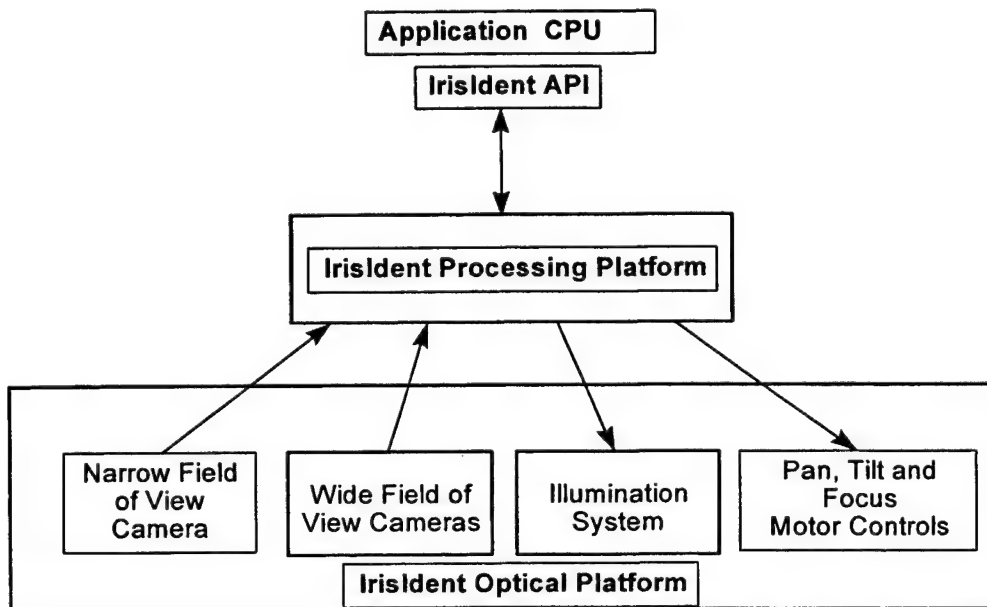 Application CPU
IrisIdent API
IrisIdent Processing Platform
Narrow Field
of View
Camera
Wide Field of
View Cameras
Illumination
System
Pan, Tilt and
Focus
Motor Controls
IrisIdent Optical Platform